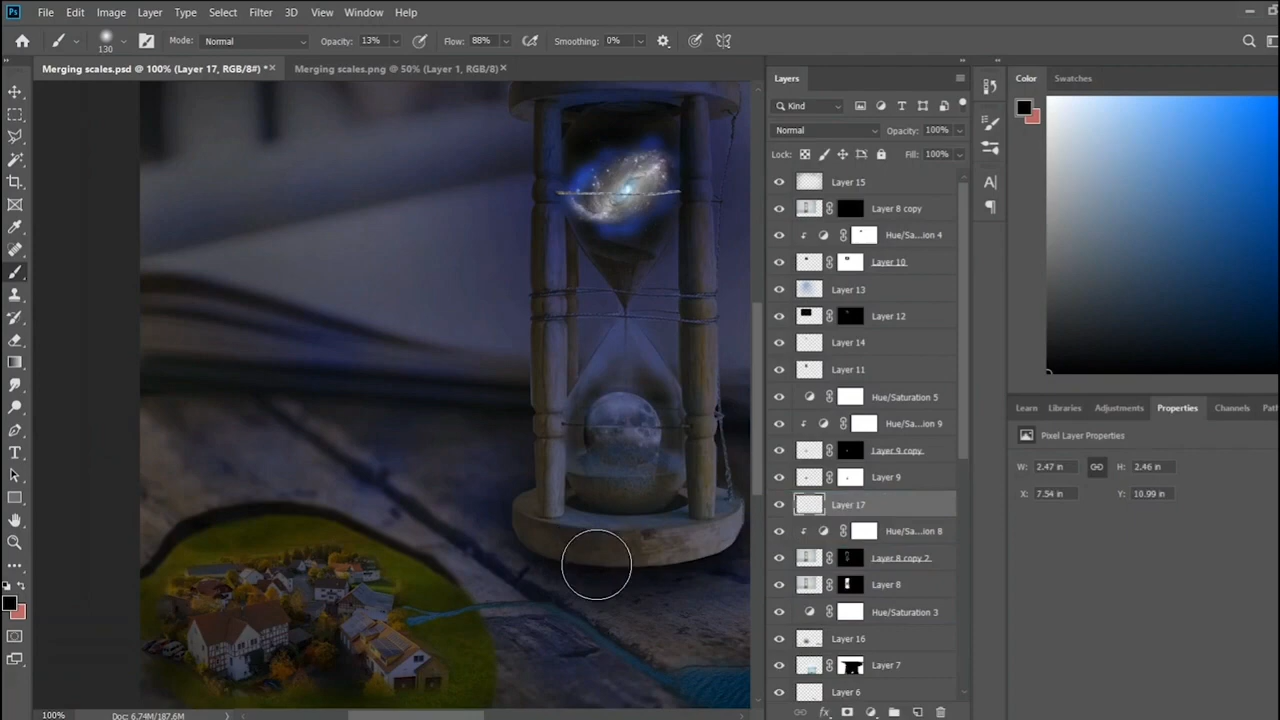 Ps File Edit Image Layer Type Select Filter 3D View Window Help
130 Mode: Normal Opacity: 13% Flow: 88% Smoothing: 0%
Merging scales.psd @ 100% (Layer 17, RGB/8#) * × Merging scales.png @ 50% (Layer 1, RGB/8) ×
Layers
Kind
Normal Opacity: 100%
Lock: Fill: 100%
Layer 15
Layer 8 copy
Hue/Sa...ion 4
Layer 10
Layer 13
Layer 12
Layer 14
Layer 11
Hue/Saturation 5
Hue/Sa...ion 9
Layer 9 copy
Layer 9
Layer 17
Hue/Sa...ion 8
Layer 8 copy 2
Layer 8
Hue/Saturation 3
Layer 16
Layer 7
Layer 6
Color Swatches
Learn Libraries Adjustments Properties Channels Pat
Pixel Layer Properties
W: 2.47 in H: 2.46 in
X: 7.54 in Y: 10.99 in
100% Doc: 6.74M/187.6M